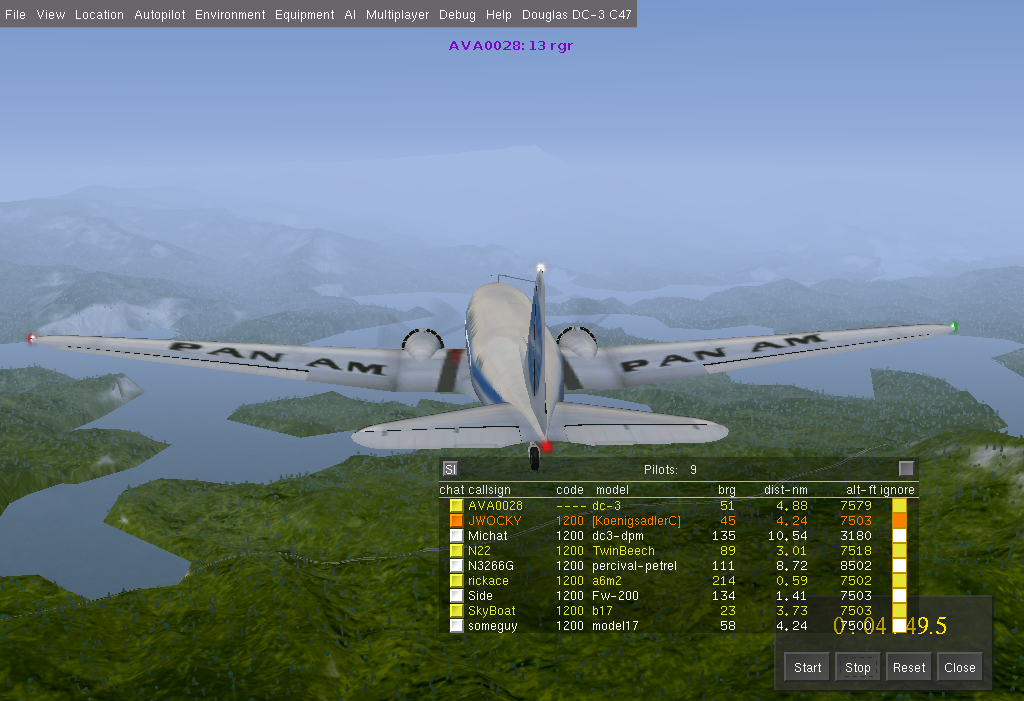 File View Location Autopilot Environment Equipment AI Multiplayer Debug Help Douglas DC-3 C47
AVA0028: 13 rgr
PAN AM PAN AM
SI Pilots: 9
chat callsign code model brg dist-nm alt-ft ignore
AVA0028 ---- dc-3 51 4.88 7579
JWOCKY 1200 [KoenigsadlerC] 45 4.24 7503
Michat 1200 dc3-dpm 135 10.54 3180
N22 1200 TwinBeech 89 3.01 7518
N3266G 1200 percival-petrel 111 8.72 8502
rickace 1200 a6m2 214 0.59 7502
Side 1200 Fw-200 134 1.41 7503
SkyBoat 1200 b17 23 3.73 7503
someguy 1200 model17 58 4.24 7500
Start Stop Reset Close